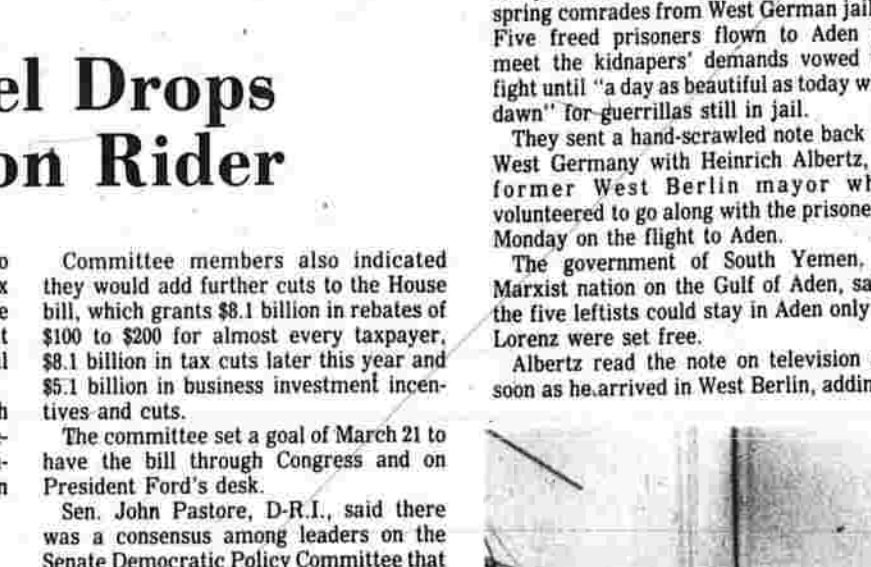 el Drops
on Rider
o
x
e
t
l
h
e-
i-
n
Committee members also indicated
they would add further cuts to the House
bill, which grants $8.1 billion in rebates of
$100 to $200 for almost every taxpayer,
$8.1 billion in tax cuts later this year and
$5.1 billion in business investment incen-
tives and cuts.
The committee set a goal of March 21 to
have the bill through Congress and on
President Ford's desk.
Sen. John Pastore, D-R.I., said there
was a consensus among leaders on the
Senate Democratic Policy Committee that
spring comrades from West German jail
Five freed prisoners flown to Aden
meet the kidnapers' demands vowed
fight until "a day as beautiful as today w
dawn" for guerrillas still in jail.
They sent a hand-scrawled note back
West Germany with Heinrich Albertz,
former West Berlin mayor wh
volunteered to go along with the prisone
Monday on the flight to Aden.
The government of South Yemen,
Marxist nation on the Gulf of Aden, sa
the five leftists could stay in Aden only
Lorenz were set free.
Albertz read the note on television
soon as he arrived in West Berlin, addin